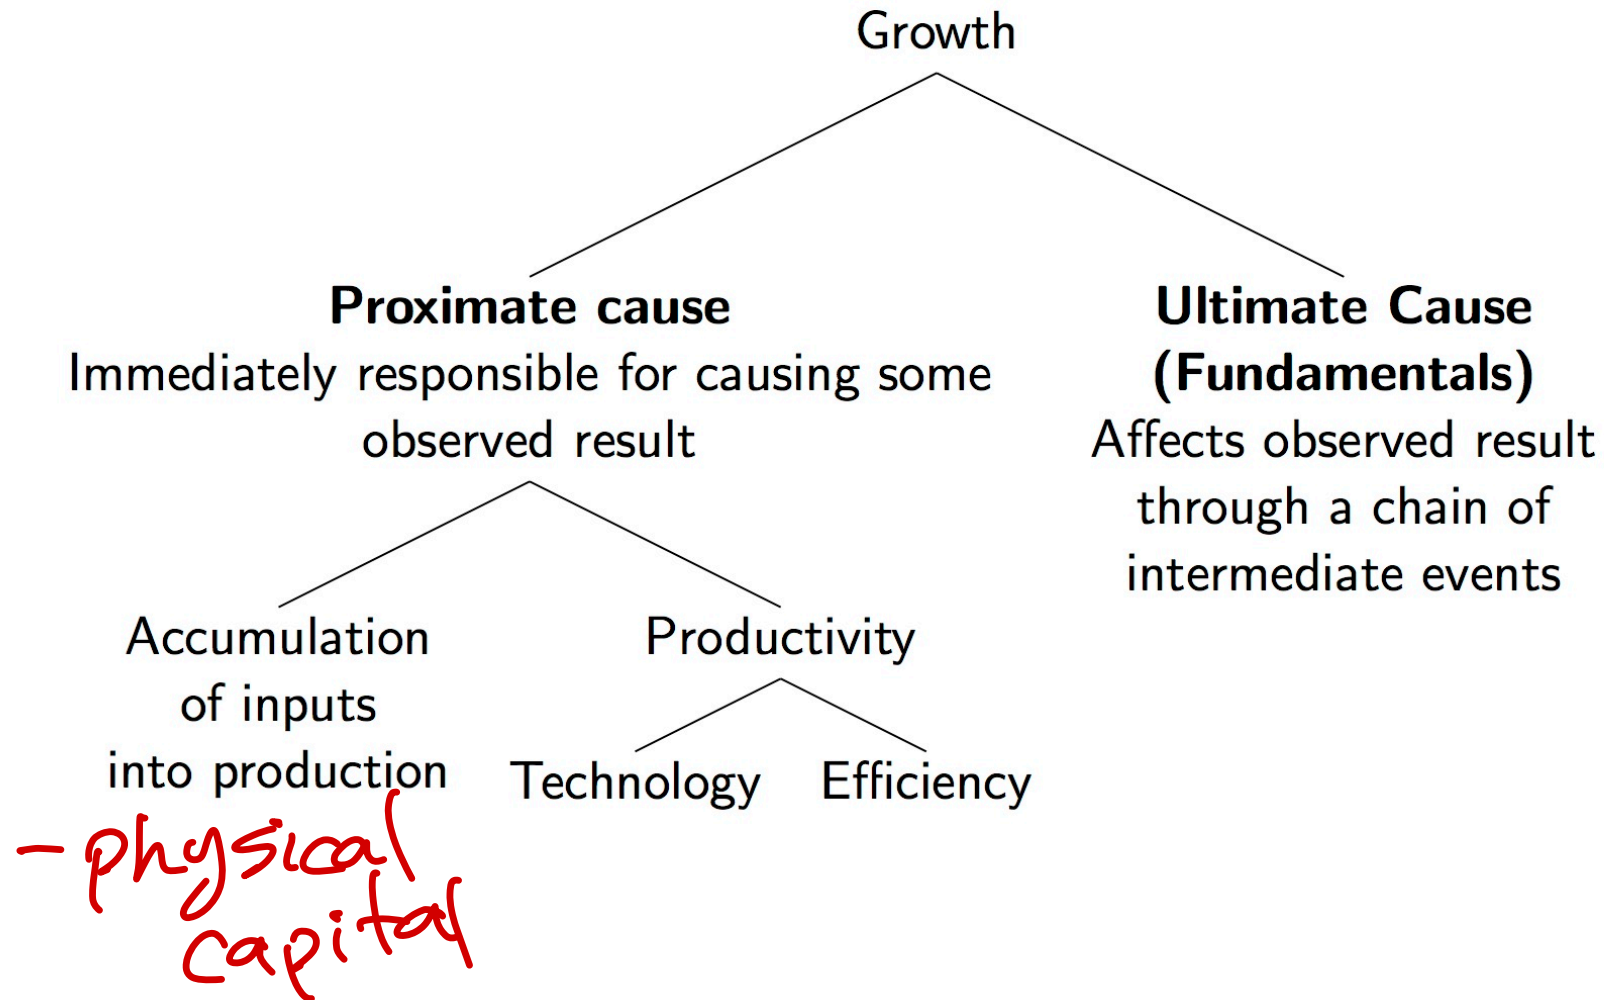 Growth
Proximate cause
Immediately responsible for causing some
observed result
Ultimate Cause
(Fundamentals)
Affects observed result
through a chain of
intermediate events
Accumulation
of inputs
into production
Productivity
Technology
Efficiency
- physical
capital